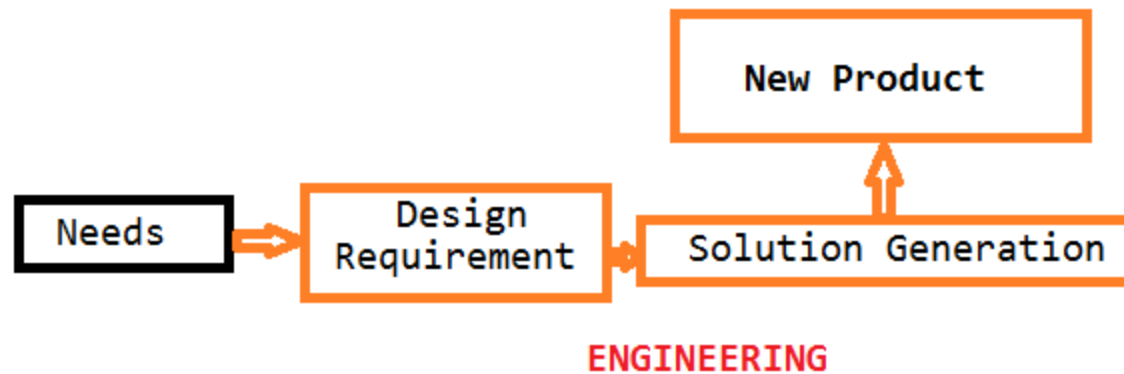 New Product
Needs
Design
Requirement
Solution Generation
ENGINEERING